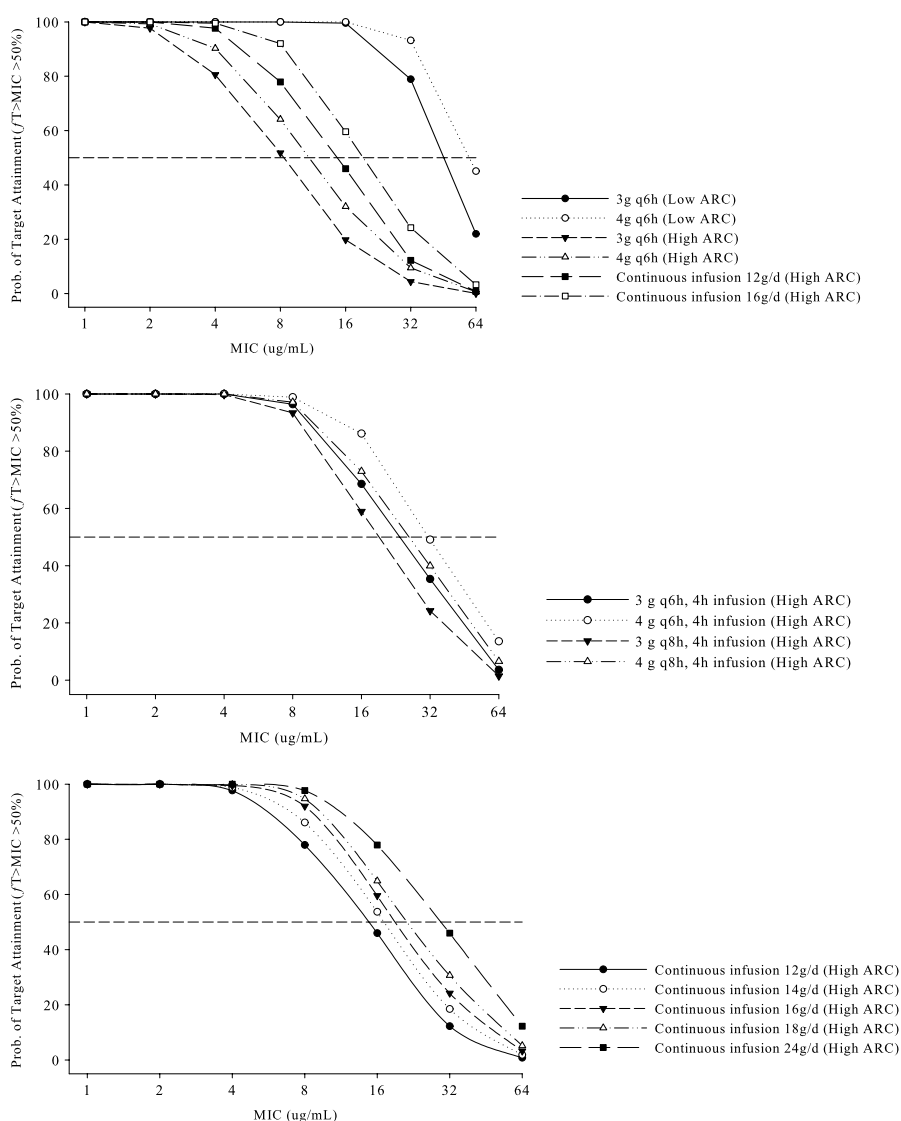 Prob. of Target Attainment (fT>MIC >50%)
100
80
60
40
20
0
1 2 4 8 16 32 64
MIC (ug/mL)
3g q6h (Low ARC)
4g q6h (Low ARC)
3g q6h (High ARC)
4g q6h (High ARC)
Continuous infusion 12g/d (High ARC)
Continuous infusion 16g/d (High ARC)
Prob. of Target Attainment (fT>MIC >50%)
100
80
60
40
20
0
1 2 4 8 16 32 64
MIC (ug/mL)
3 g q6h, 4h infusion (High ARC)
4 g q6h, 4h infusion (High ARC)
3 g q8h, 4h infusion (High ARC)
4 g q8h, 4h infusion (High ARC)
Prob. of Target Attainment (fT>MIC >50%)
100
80
60
40
20
0
1 2 4 8 16 32 64
MIC (ug/mL)
Continuous infusion 12g/d (High ARC)
Continuous infusion 14g/d (High ARC)
Continuous infusion 16g/d (High ARC)
Continuous infusion 18g/d (High ARC)
Continuous infusion 24g/d (High ARC)